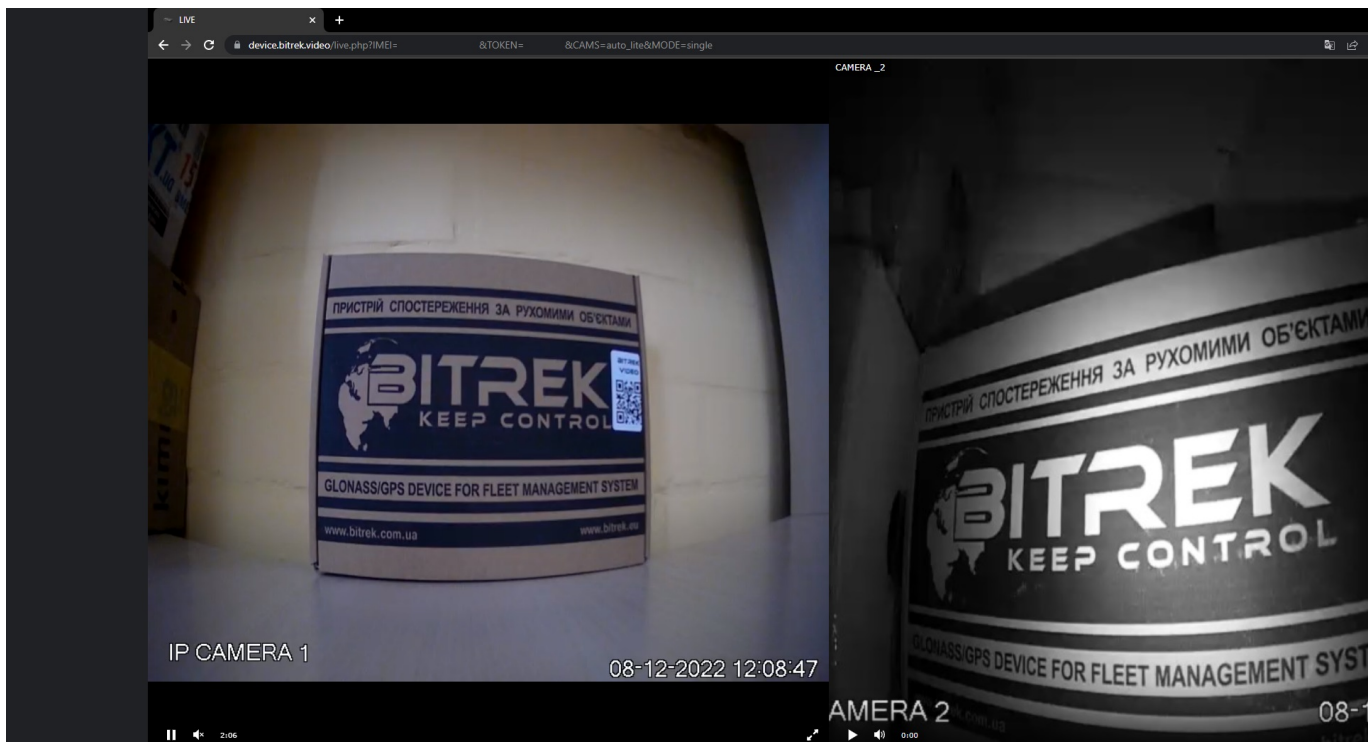 LIVE
device.bitrek.video/live.php?IMEI= &TOKEN= &CAMS=auto_lite&MODE=single
CAMERA _2
15
ПРИСТРІЙ СПОСТЕРЕЖЕННЯ ЗА РУХОМИМИ ОБ'ЄКТАМИ
BITREK
VIDEO
BITREK
KEEP CONTROL
GLONASS/GPS DEVICE FOR FLEET MANAGEMENT SYSTEM
www.bitrek.com.ua www.bitrek.eu
IP CAMERA 1
08-12-2022 12:08:47
2:06
ПРИСТРІЙ СПОСТЕРЕЖЕННЯ ЗА РУХОМИМИ ОБ'ЄКТАМИ
BITREK
KEEP CONTROL
GLONASS/GPS DEVICE FOR FLEET MANAGEMENT SYST
AMERA 2
08-1
0:00